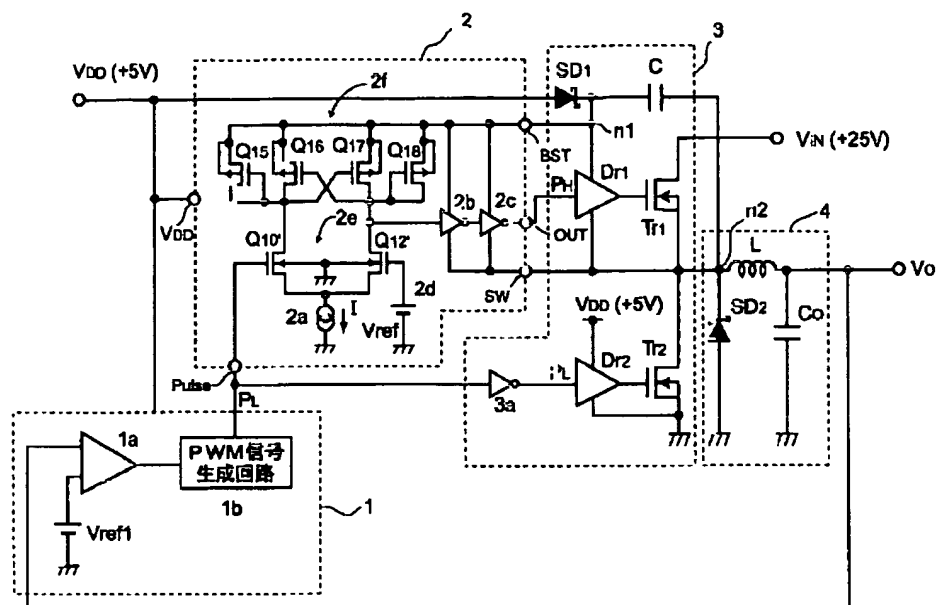 2
3
VDD (+5V)
SD1
C
2f
n1
VIN (+25V)
BST
Q15
Q16
Q17
Q18
2b
2c
PH
Dr1
Tr1
OUT
n2
4
VDD
2e
Q10'
Q12'
L
Vo
SW
2d
VDD (+5V)
SD2
Co
2a
I
Vref
Dr2
Tr2
Pulse
PL
3a
1a
PWM信号
生成回路
1b
1
Vref1